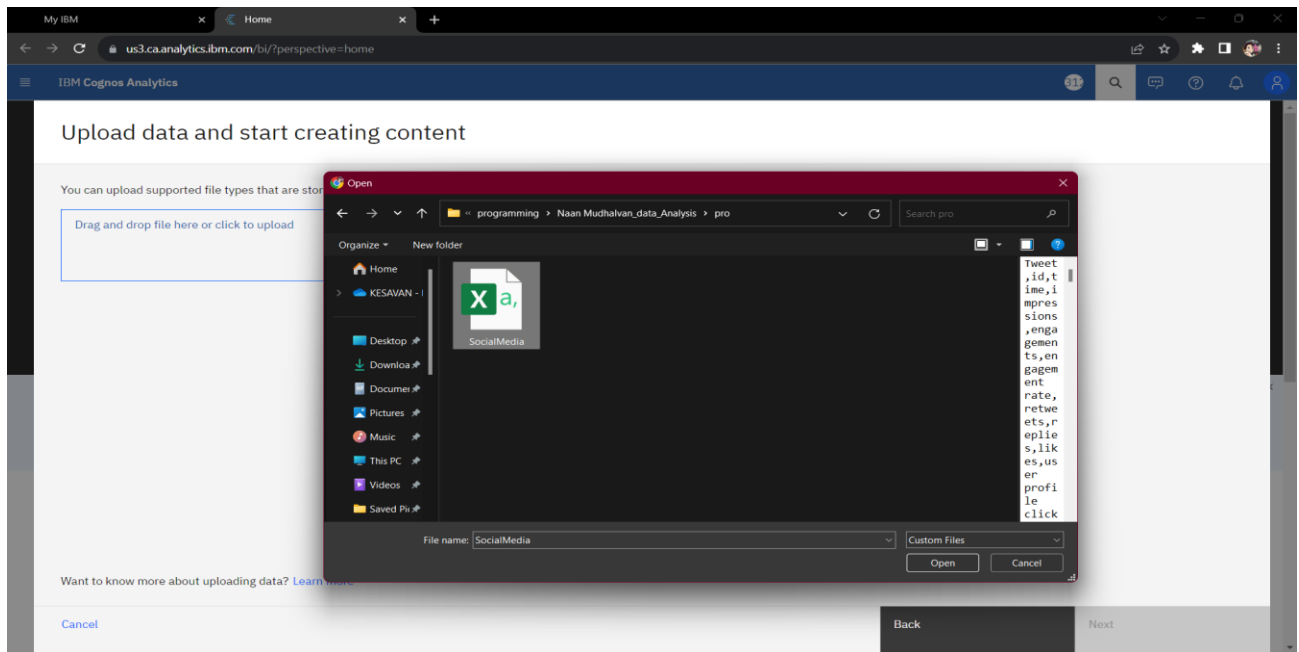 My IBM
Home
us3.ca.analytics.ibm.com/bi/?perspective=home
IBM Cognos Analytics
Upload data and start creating content
You can upload supported file types that are stor
Drag and drop file here or click to upload
Open
programming > Naan Mudhalvan_data_Analysis > pro
Search pro
Organize
New folder
Home
KESAVAN -
Desktop
Downloa
Documer
Pictures
Music
This PC
Videos
Saved Pi
X a,
SocialMedia
Tweet
,id,t
ime,i
mpres
sions
,enga
gemen
ts,en
gagem
ent
rate,
retwe
ets,r
eplie
s,lik
es,us
er
profi
le
click
File name: SocialMedia
Custom Files
Open
Cancel
Want to know more about uploading data? Learn more
Cancel
Back
Next